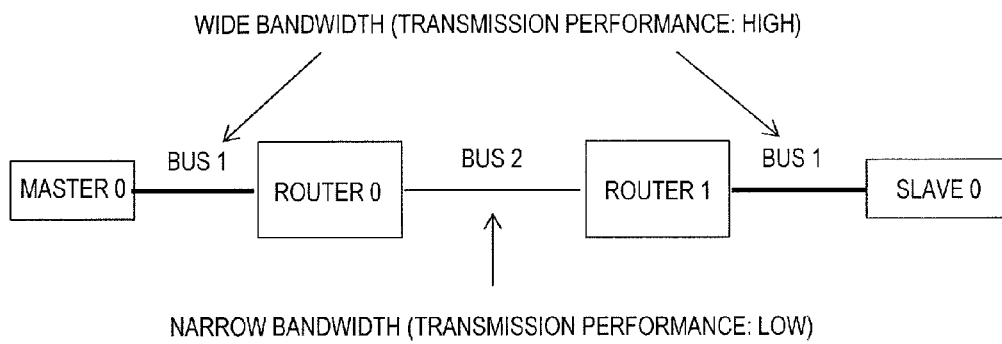 WIDE BANDWIDTH (TRANSMISSION PERFORMANCE: HIGH)
BUS 1
BUS 2
BUS 1
MASTER 0
ROUTER 0
ROUTER 1
SLAVE 0
NARROW BANDWIDTH (TRANSMISSION PERFORMANCE: LOW)